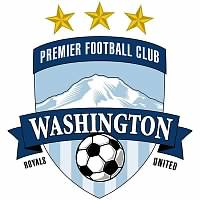 PREMIER FOOTBALL CLUB
WASHINGTON
ROYALS UNITED